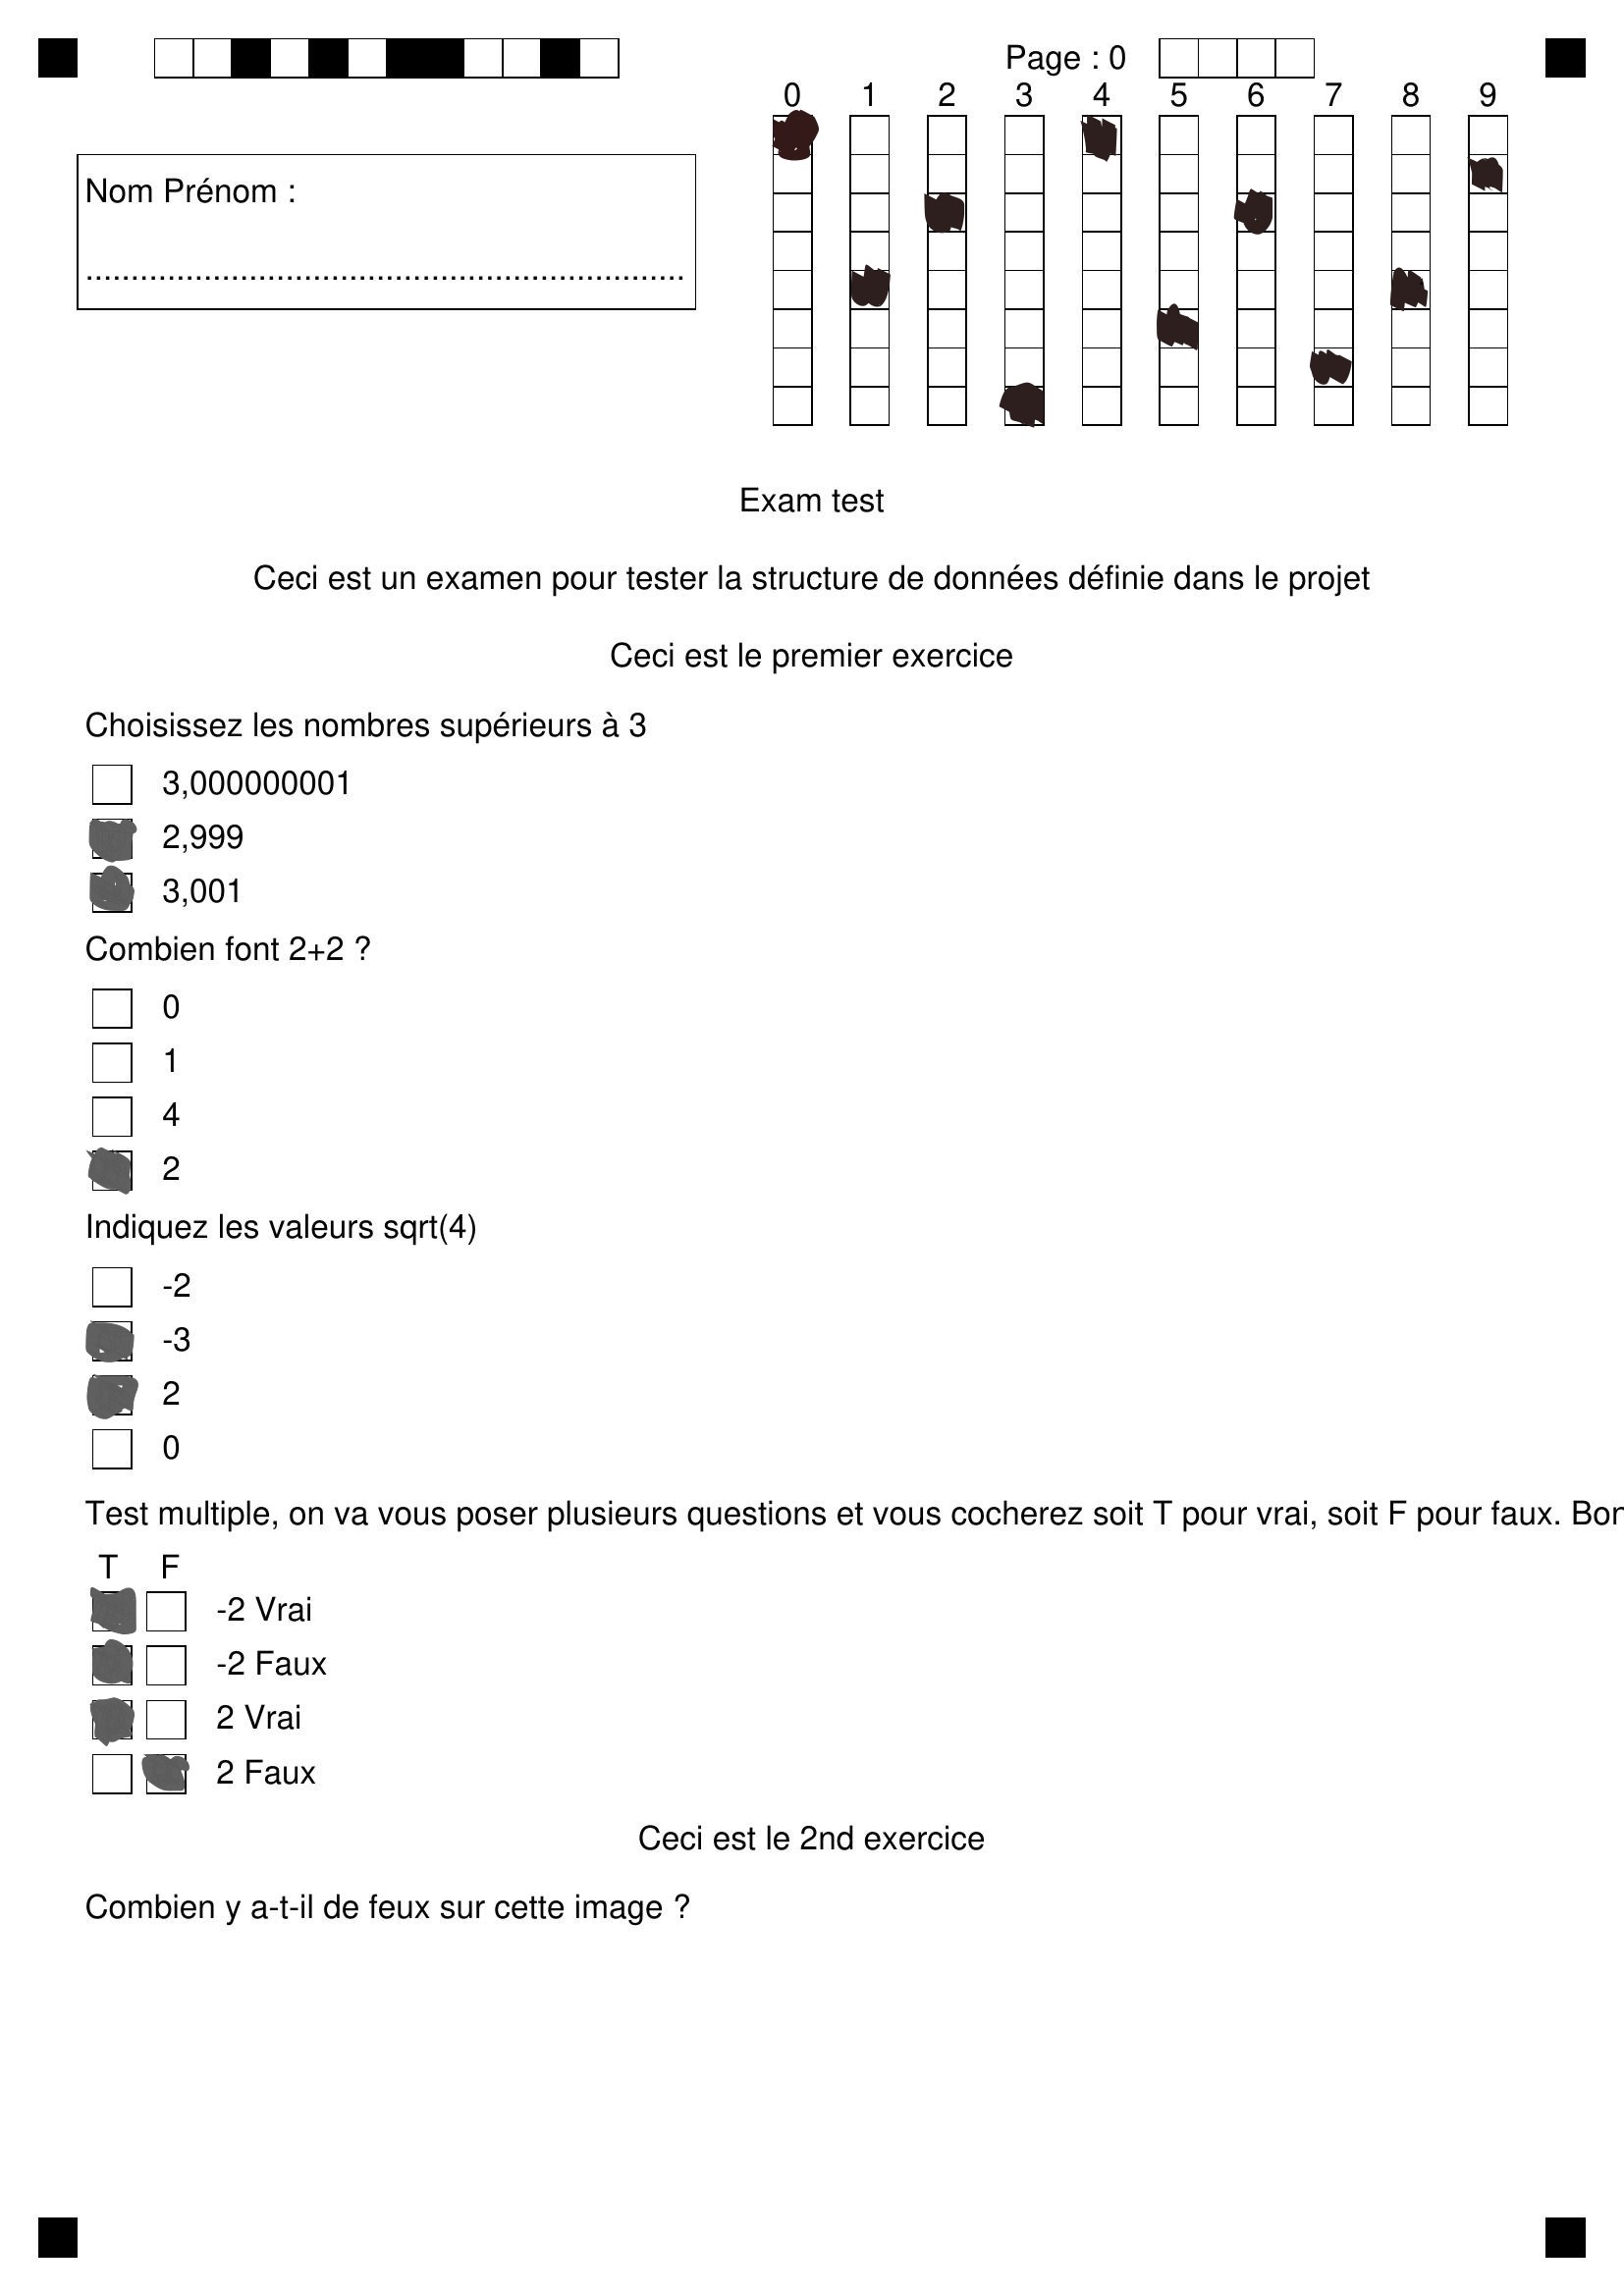 Page : 0
0 1 2 3 4 5 6 7 8 9
Nom Prénom :
Exam test
Ceci est un examen pour tester la structure de données définie dans le projet
Ceci est le premier exercice
Choisissez les nombres supérieurs à 3
3,000000001
2,999
3,001
Combien font 2+2 ?
0
1
4
2
Indiquez les valeurs sqrt(4)
-2
-3
2
0
Test multiple, on va vous poser plusieurs questions et vous cocherez soit T pour vrai, soit F pour faux. Bon
T F
-2 Vrai
-2 Faux
2 Vrai
2 Faux
Ceci est le 2nd exercice
Combien y a-t-il de feux sur cette image ?